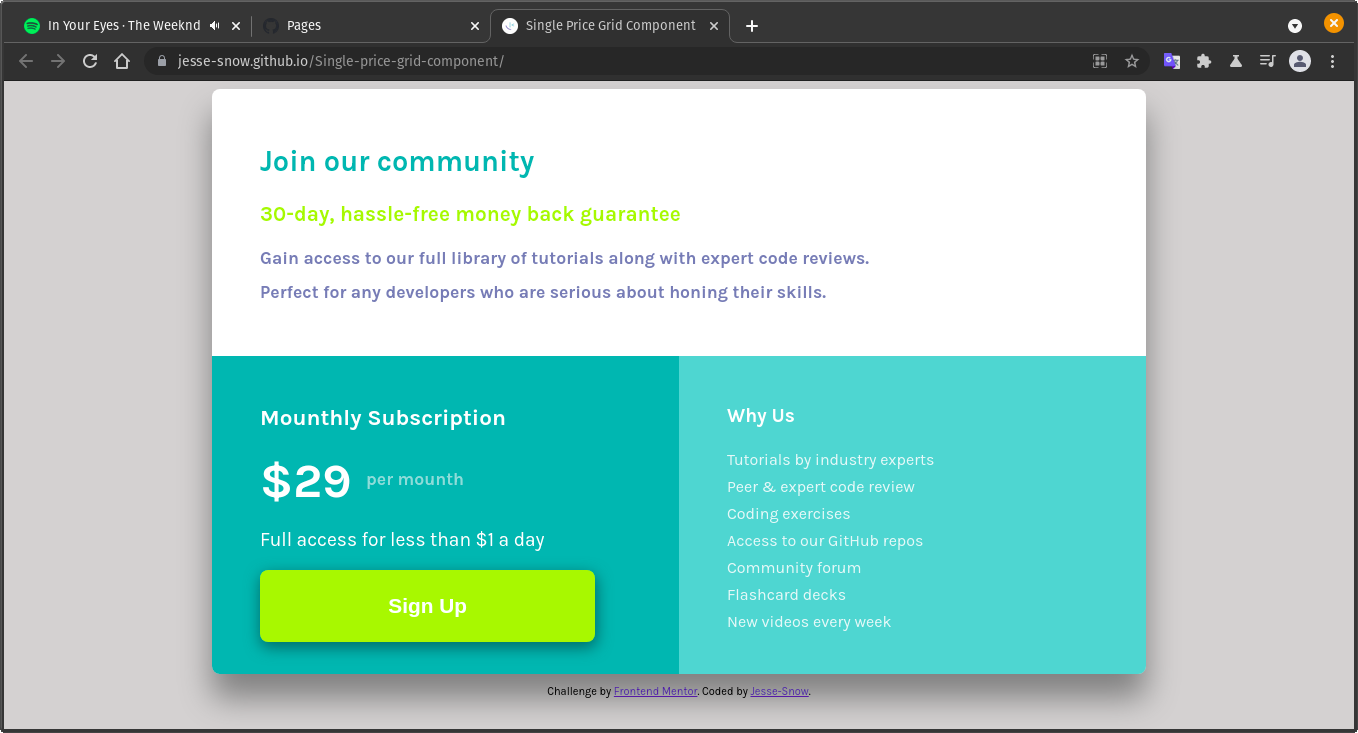 In Your Eyes · The Weeknd
Pages
Single Price Grid Component
jesse-snow.github.io/Single-price-grid-component/
Join our community
30-day, hassle-free money back guarantee
Gain access to our full library of tutorials along with expert code reviews.
Perfect for any developers who are serious about honing their skills.
Mounthly Subscription
$29 per mounth
Full access for less than $1 a day
Sign Up
Why Us
Tutorials by industry experts
Peer & expert code review
Coding exercises
Access to our GitHub repos
Community forum
Flashcard decks
New videos every week
Challenge by Frontend Mentor. Coded by Jesse-Snow.